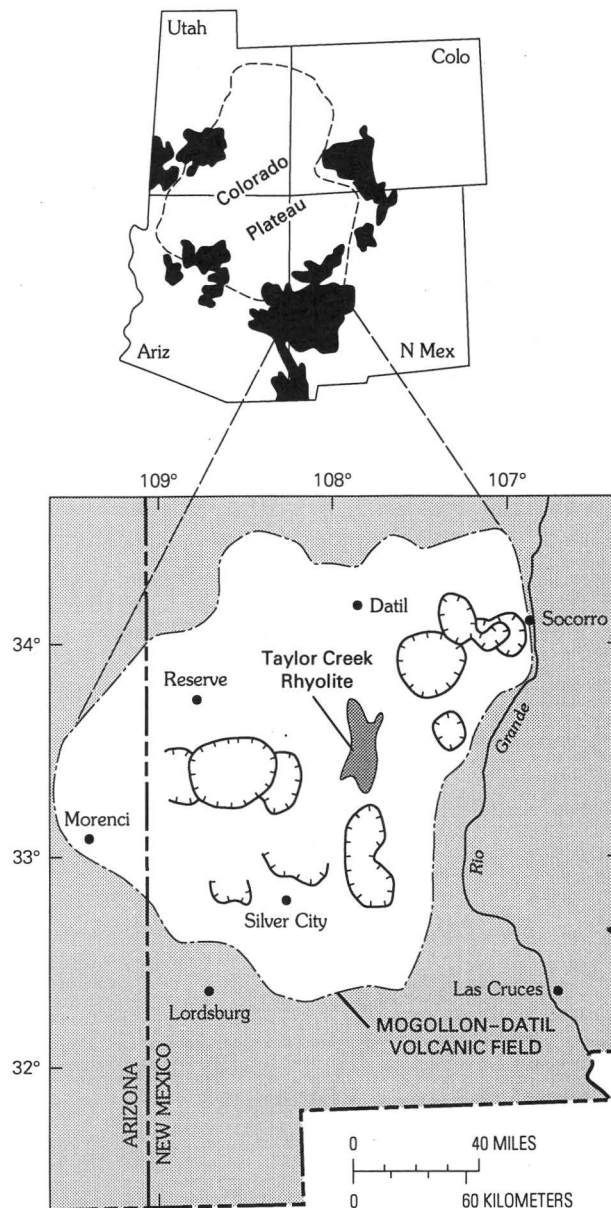 Utah
Colo
Colorado
Plateau
Ariz
N Mex
109°
108°
107°
34°
Datil
Socorro
Taylor Creek
Rhyolite
Reserve
Grande
Morenci
33°
Rio
Silver City
Las Cruces
Lordsburg
MOGOLLON–DATIL
VOLCANIC FIELD
32°
ARIZONA
NEW MEXICO
0 40 MILES
0 60 KILOMETERS